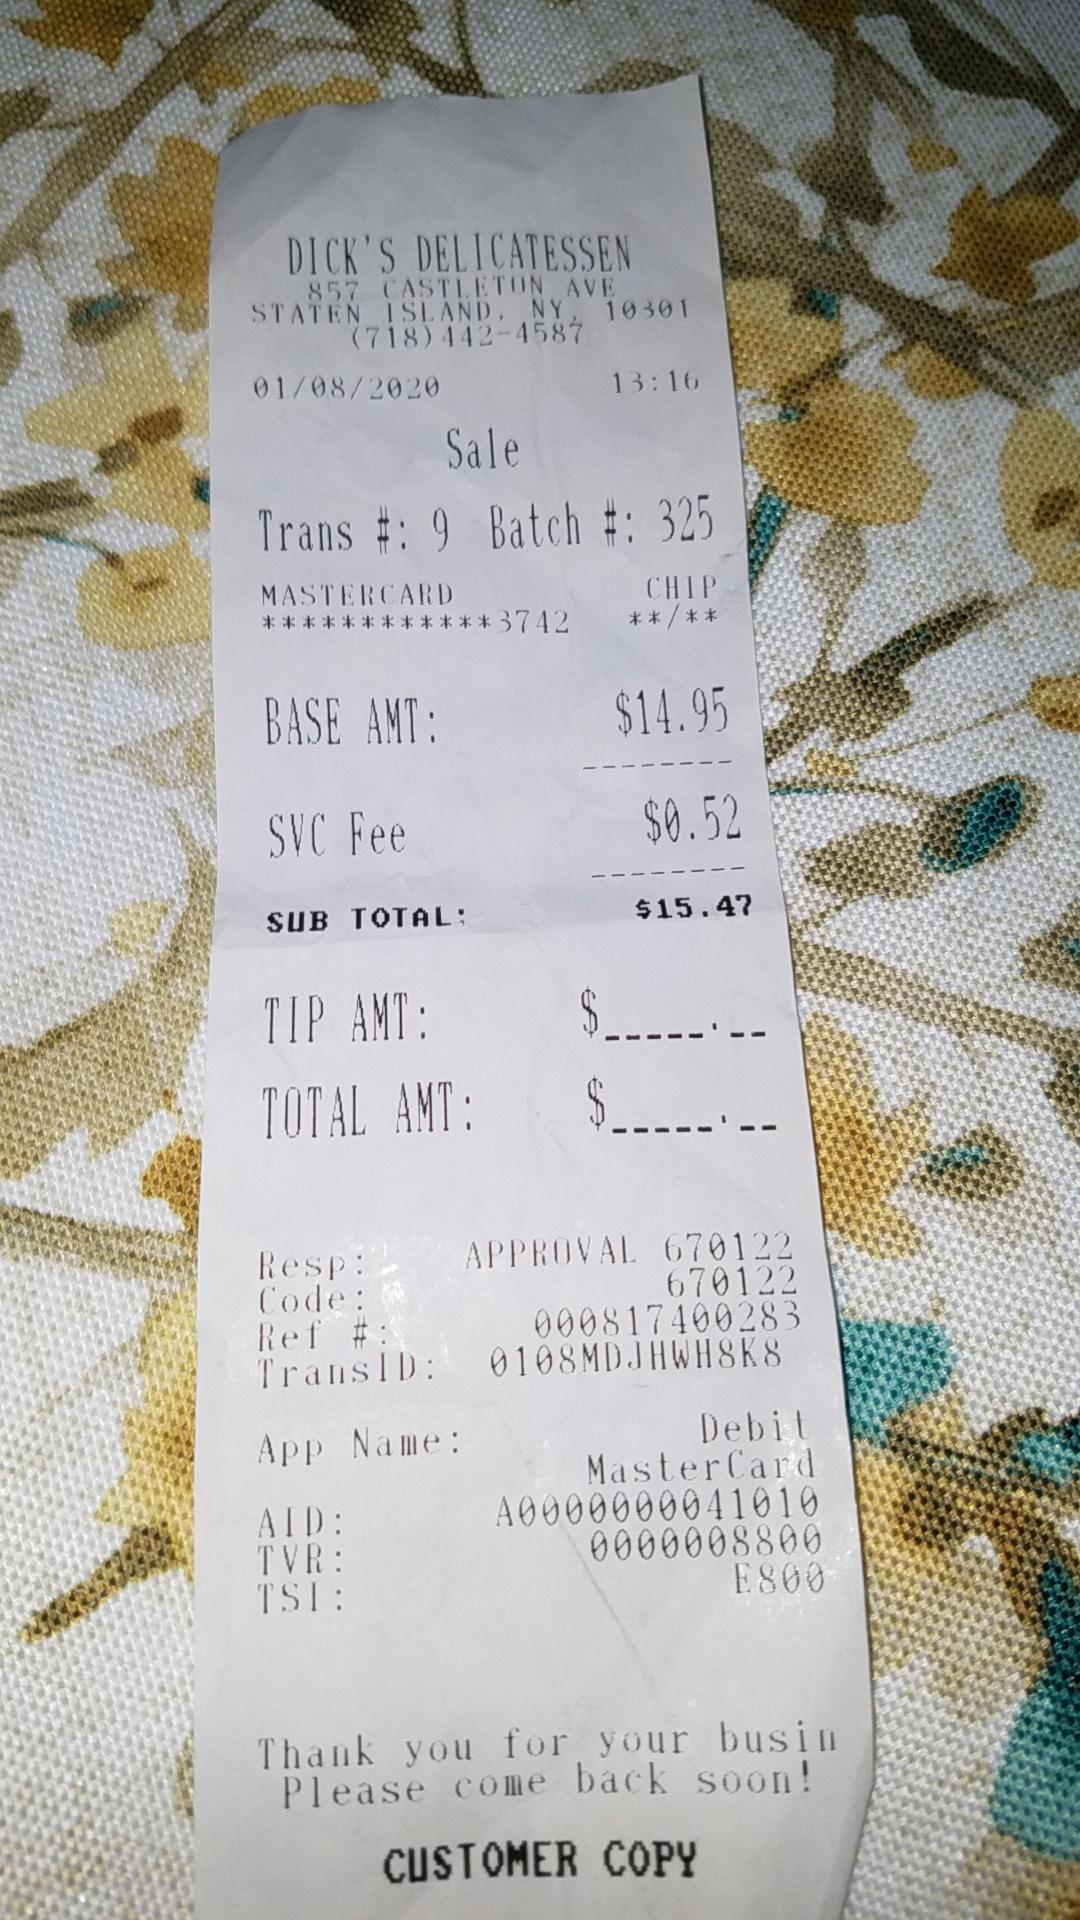 DICK'S DELICATESSEN
857 CASTLETON AVE
STATEN ISLAND, NY, 10301
(718)442-4587
01/08/2020 13:16
Sale
Trans #: 9 Batch #: 325
MASTERCARD CHIP
************3742 **/**
BASE AMT: $14.95
--------
SVC Fee $0.52
--------
SUB TOTAL: $15.47
TIP AMT: $_____.__
TOTAL AMT: $_____.__
Resp: APPROVAL 670122
Code: 670122
Ref #: 000817400283
TransID: 0108MDJHWH8K8
App Name: Debit
MasterCard
AID: A0000000041010
TVR: 0000008800
TSI: E800
Thank you for your busin
Please come back soon!
CUSTOMER COPY